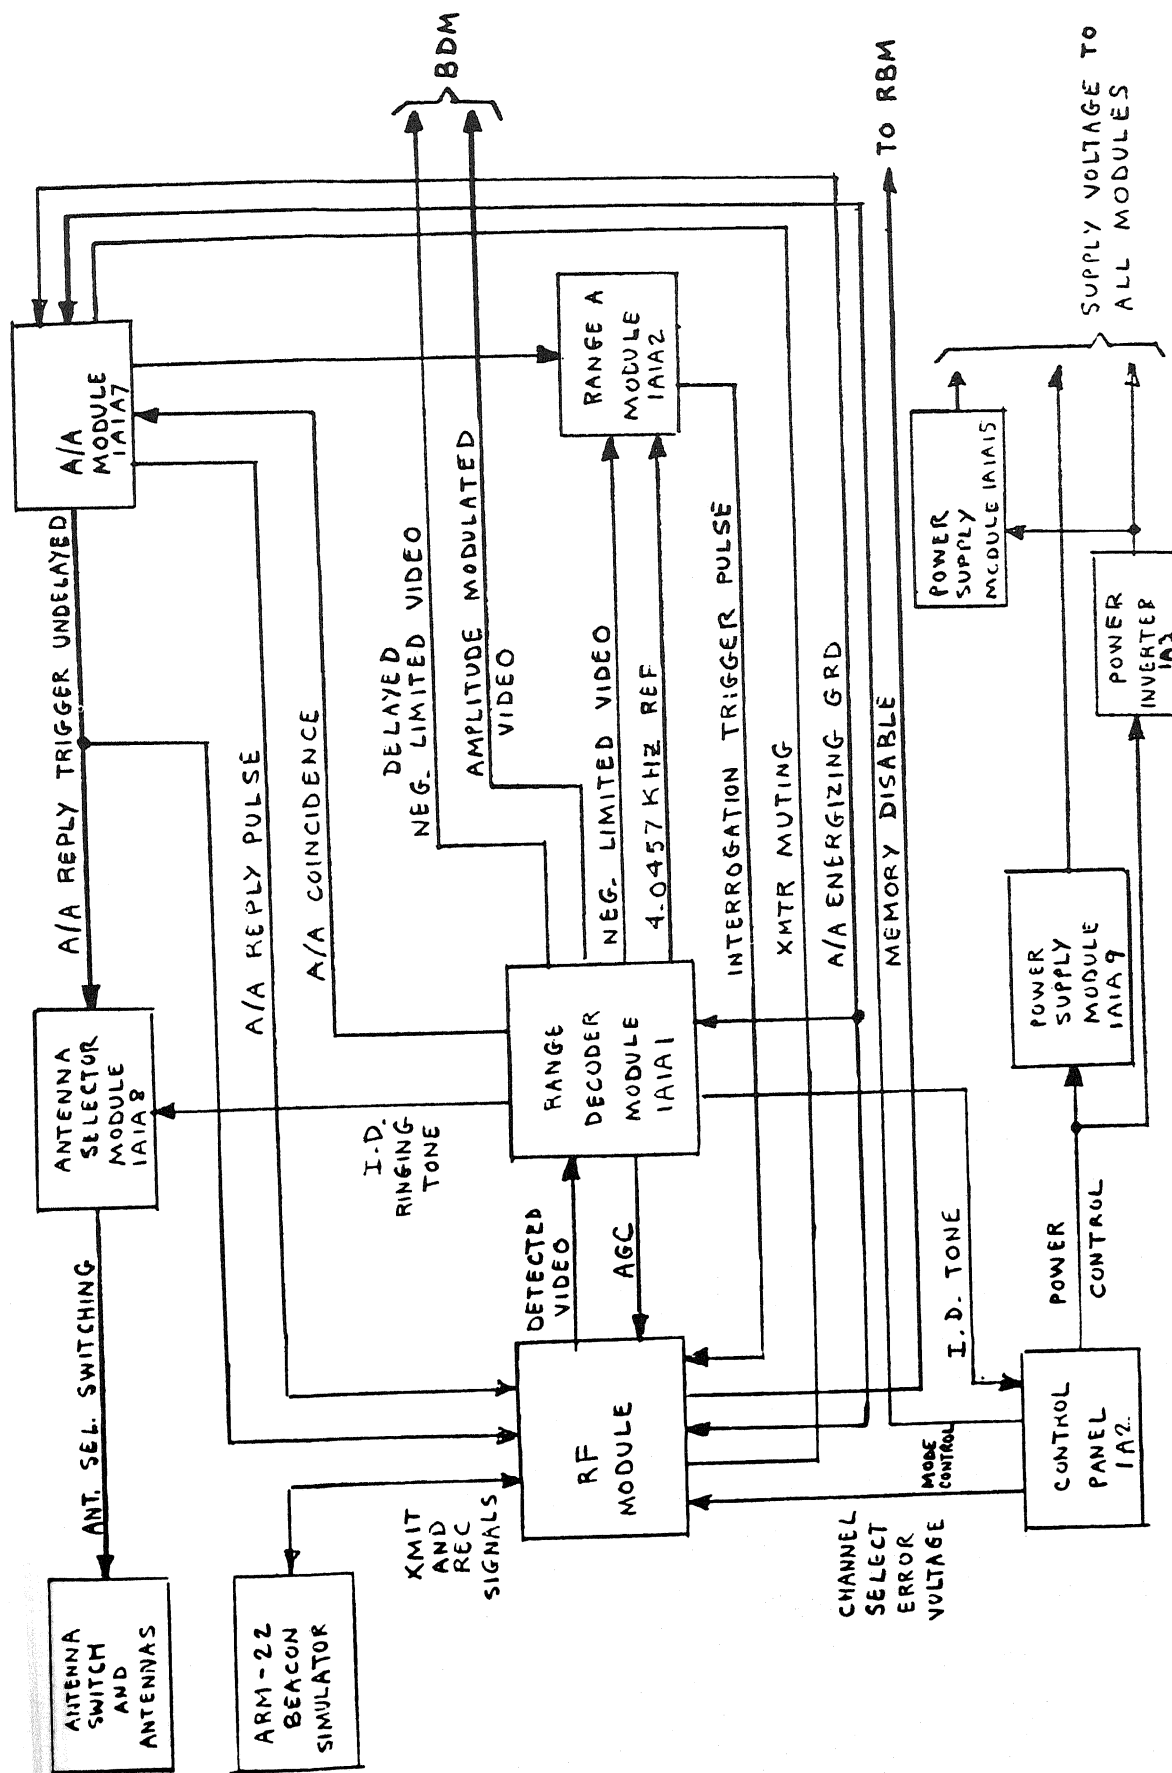 ANTENNA
SWITCH
AND
ANTENNAS
ANT. SEL. SWITCHING
ANTENNA
SELECTOR
MODULE
1A1A8
A/A REPLY TRIGGER UNDELAYED
A/A
MODULE
1A1A7
A/A REPLY PULSE
A/A COINCIDENCE
ARM-22
BEACON
SIMULATOR
XMIT
AND
REC
SIGNALS
I.D.
RINGING
TONE
DELAYED
NEG. LIMITED VIDEO
AMPLITUDE MODULATED
VIDEO
BDM
RF
MODULE
DETECTED
VIDEO
AGC
RANGE
DECODER
MODULE
1A1A1
NEG. LIMITED VIDEO
4.0457 KHZ REF
RANGE A
MODULE
1A1A2
INTERROGATION TRIGGER PULSE
XMTR MUTING
A/A ENERGIZING GRD
MEMORY DISABLE
TO RBM
CHANNEL
SELECT
ERROR
VOLTAGE
MODE
CONTROL
I.D. TONE
CONTROL
PANEL
1A2
POWER
CONTROL
POWER
SUPPLY
MODULE
1A1A9
POWER
INVERTER
1A3
POWER
SUPPLY
MODULE 1A1A15
SUPPLY VOLTAGE TO
ALL MODULES